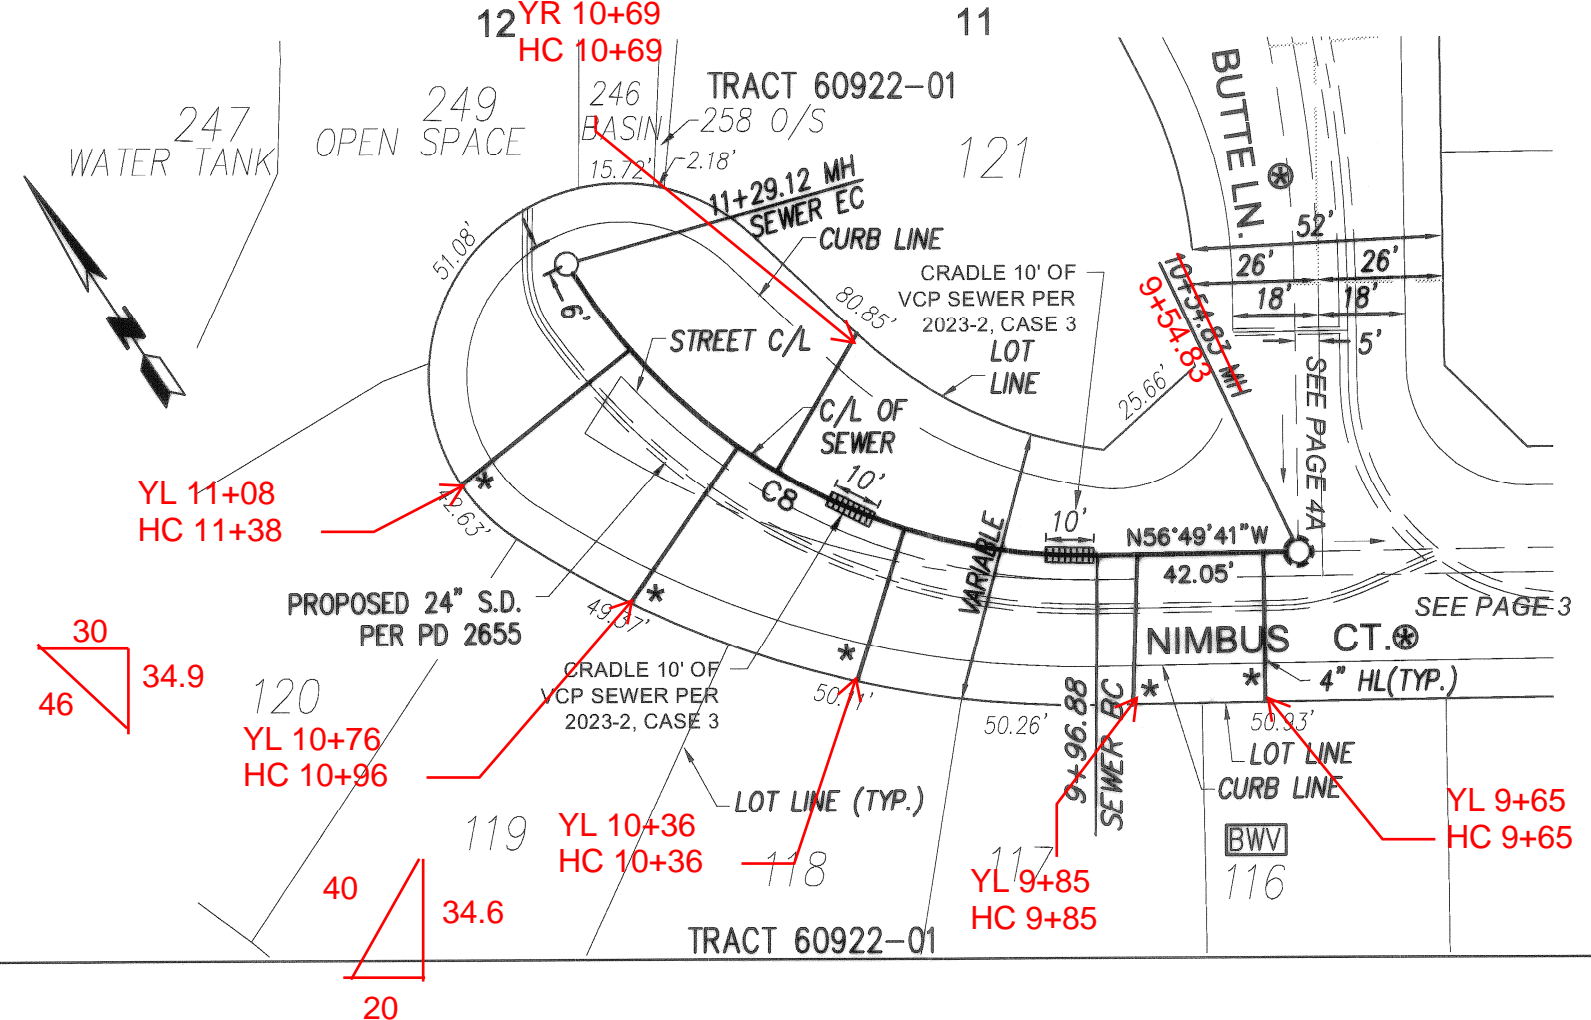 12
YR 10+69
HC 10+69
11
TRACT 60922-01
246
BASIN
258 O/S
249
OPEN SPACE
247
WATER TANK
15.72'
2.18'
121
BUTTE LN.
11+29.12 MH
SEWER EC
CURB LINE
51.08'
52'
26'
26'
18'
18'
5'
CRADLE 10' OF
VCP SEWER PER
2023-2, CASE 3
80.85'
10+54.83 MH
9+54.83
6'
STREET C/L
LOT
LINE
25.66'
SEE PAGE 4A
C/L OF
SEWER
10'
C8
YL 11+08
HC 11+38
42.63'
10'
N56°49'41"W
42.05'
VARIABLE
PROPOSED 24" S.D.
PER PD 2655
49.37'
SEE PAGE 3
NIMBUS CT.
30
34.9
46
CRADLE 10' OF
VCP SEWER PER
2023-2, CASE 3
4" HL(TYP.)
120
50.26'
50.93'
9+96.88
SEWER BC
YL 10+76
HC 10+96
LOT LINE
CURB LINE
LOT LINE (TYP.)
YL 9+65
HC 9+65
119
YL 10+36
HC 10+36
118
117
BWV
116
YL 9+85
HC 9+85
40
34.6
20
TRACT 60922-01